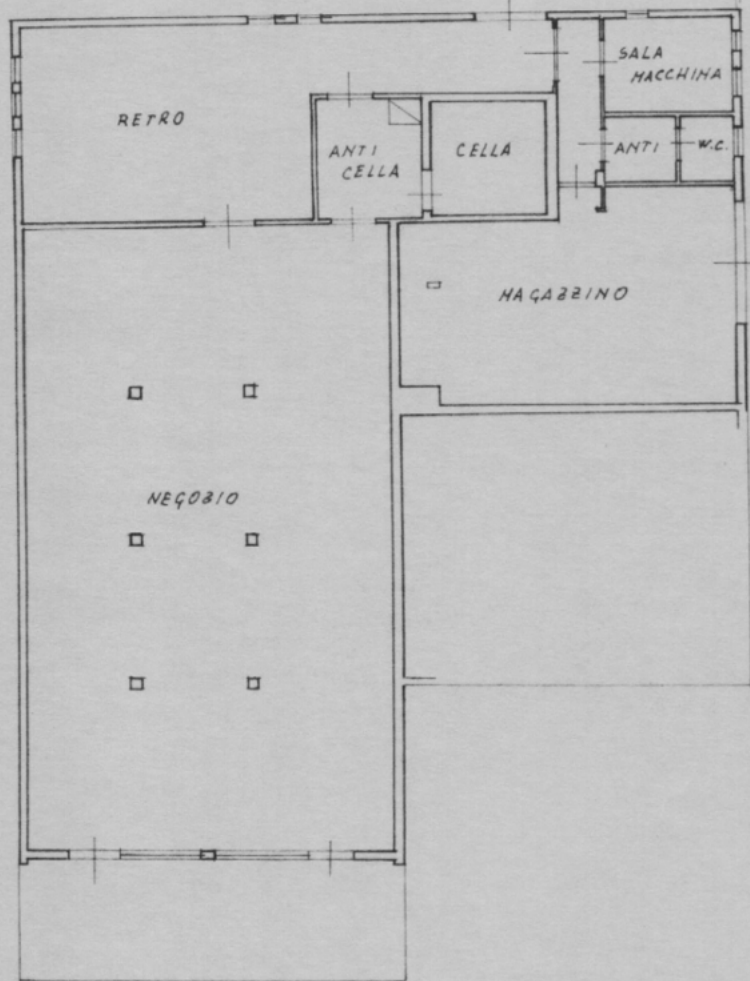 SALA
MACCHINA
RETRO
ANTI
CELLA
CELLA
ANTI
W.C.
MAGAZZINO
NEGOZIO